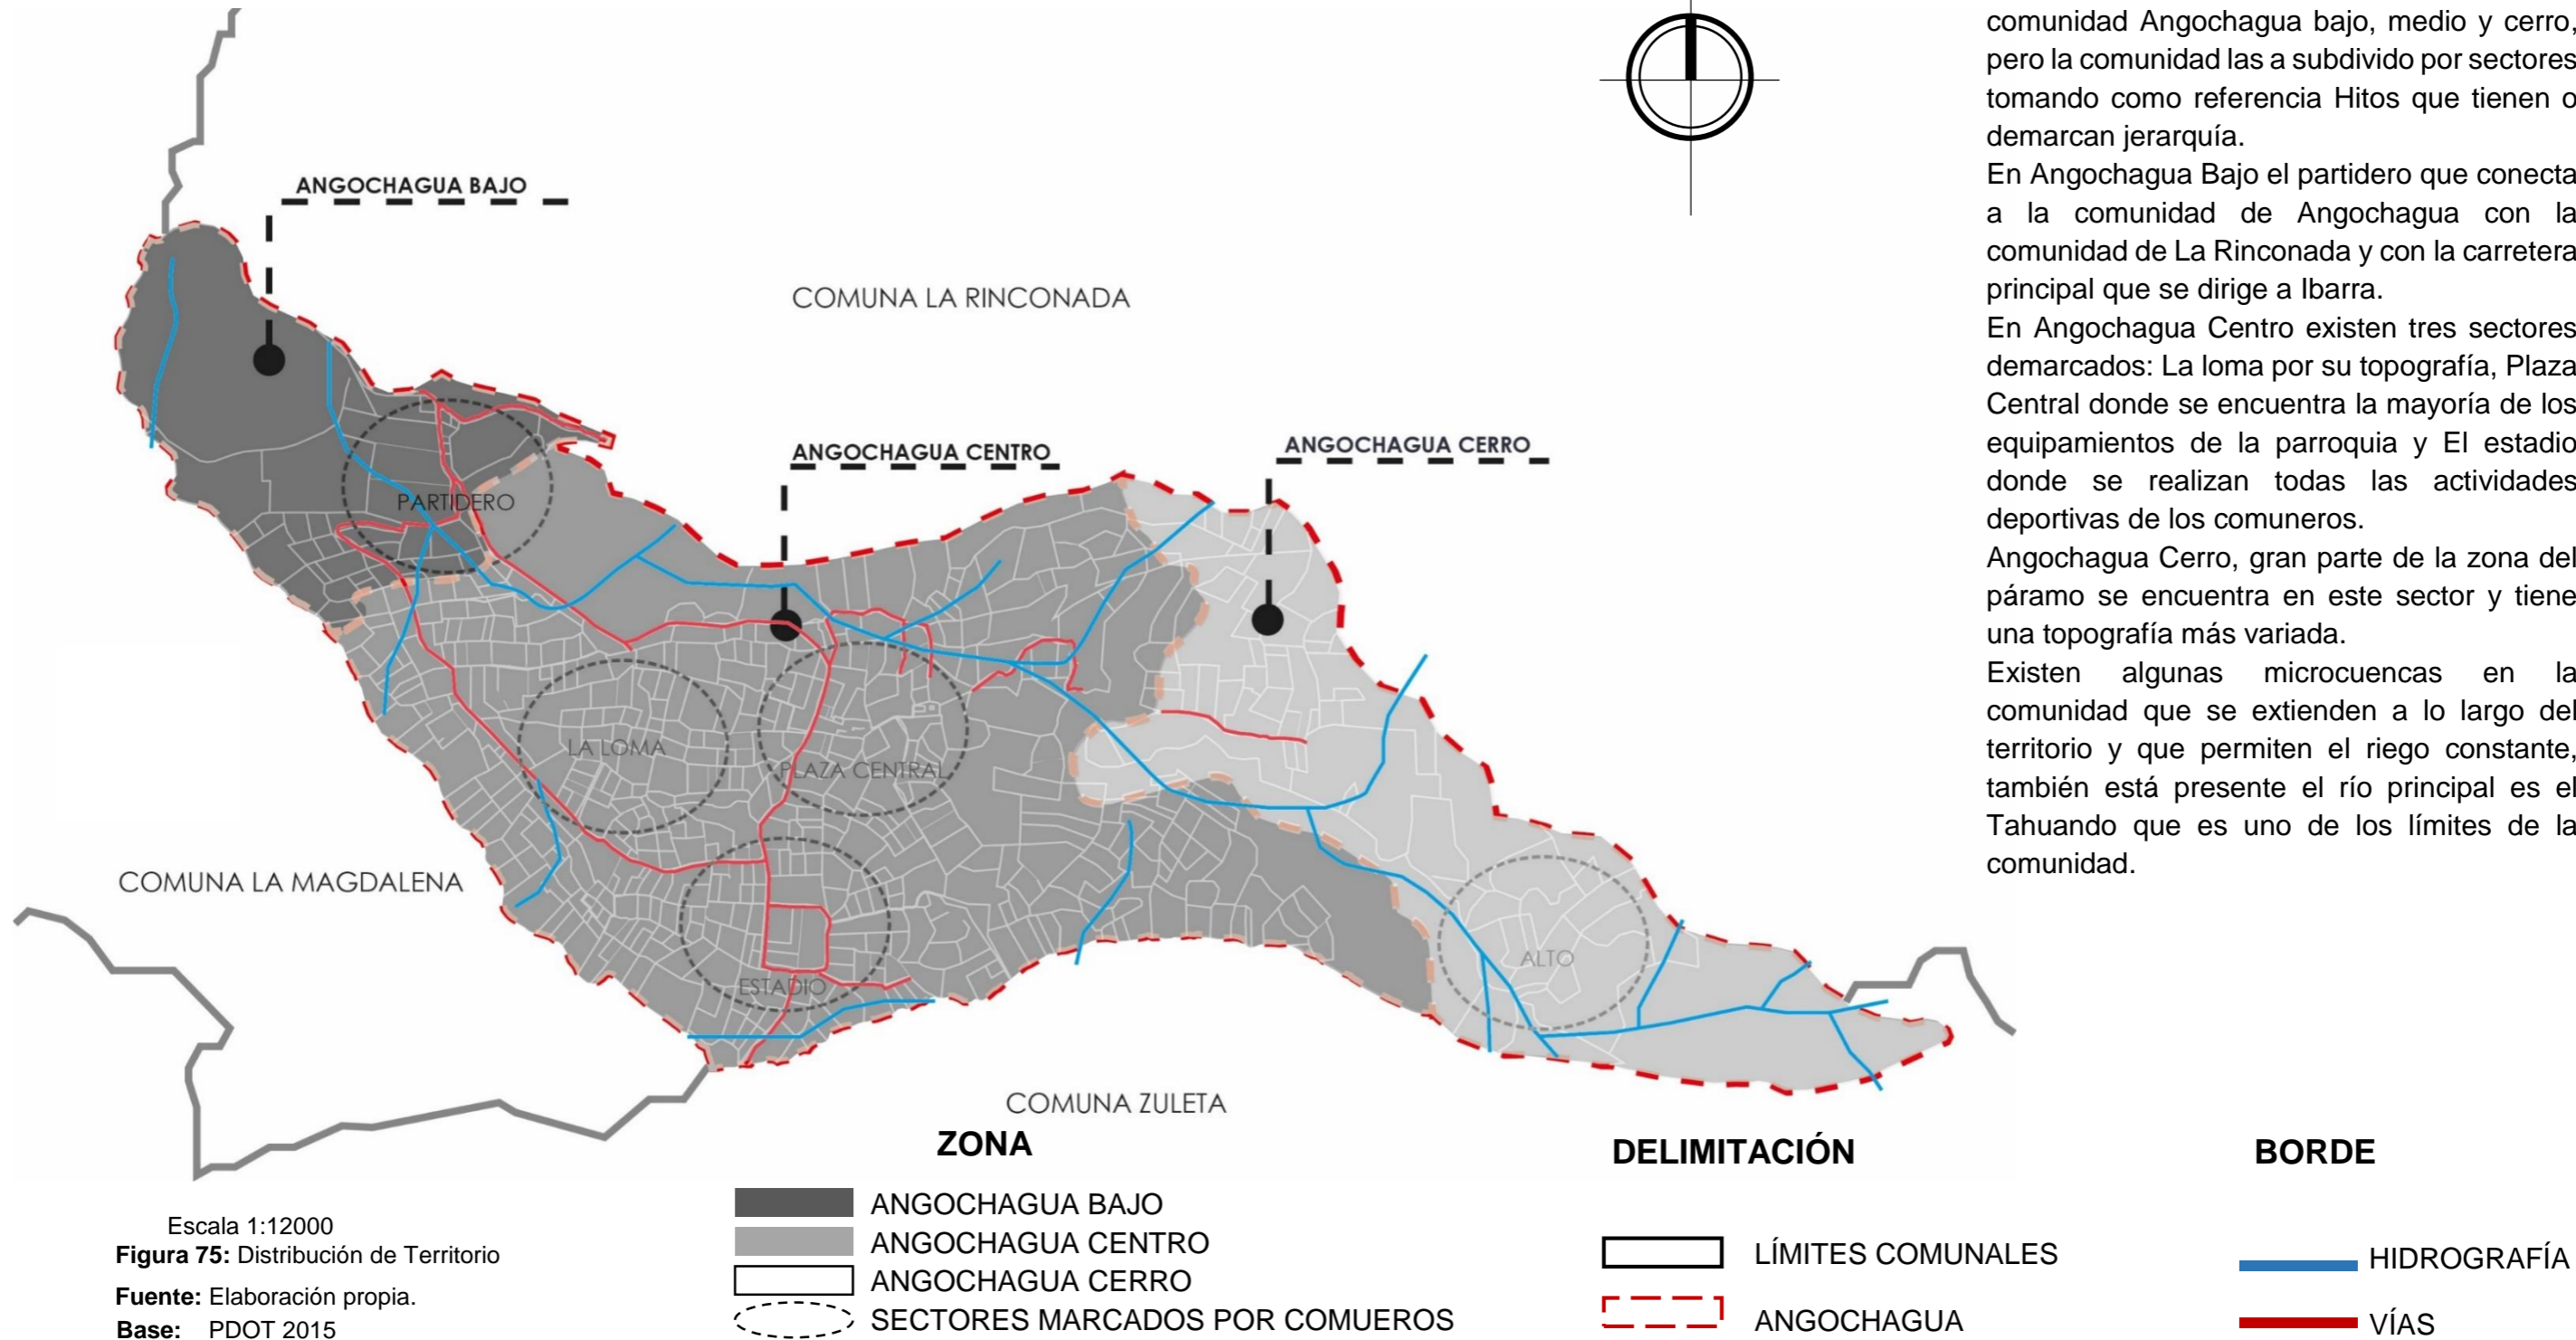 comunidad Angochagua bajo, medio y cerro,
pero la comunidad las a subdivido por sectores
tomando como referencia Hitos que tienen o
demarcan jerarquía.
En Angochagua Bajo el partidero que conecta
a la comunidad de Angochagua con la
comunidad de La Rinconada y con la carretera
principal que se dirige a Ibarra.
En Angochagua Centro existen tres sectores
demarcados: La loma por su topografía, Plaza
Central donde se encuentra la mayoría de los
equipamientos de la parroquia y El estadio
donde se realizan todas las actividades
deportivas de los comuneros.
Angochagua Cerro, gran parte de la zona del
páramo se encuentra en este sector y tiene
una topografía más variada.
Existen algunas microcuencas en la
comunidad que se extienden a lo largo del
territorio y que permiten el riego constante,
también está presente el río principal es el
Tahuando que es uno de los límites de la
comunidad.
ANGOCHAGUA BAJO
COMUNA LA RINCONADA
ANGOCHAGUA CENTRO
ANGOCHAGUA CERRO
PARTIDERO
LA LOMA
PLAZA CENTRAL
COMUNA LA MAGDALENA
ALTO
ESTADIO
COMUNA ZULETA
ZONA
ANGOCHAGUA BAJO
ANGOCHAGUA CENTRO
ANGOCHAGUA CERRO
SECTORES MARCADOS POR COMUEROS
DELIMITACIÓN
LÍMITES COMUNALES
ANGOCHAGUA
BORDE
HIDROGRAFÍA
VÍAS
Escala 1:12000
Figura 75: Distribución de Territorio
Fuente: Elaboración propia.
Base: PDOT 2015